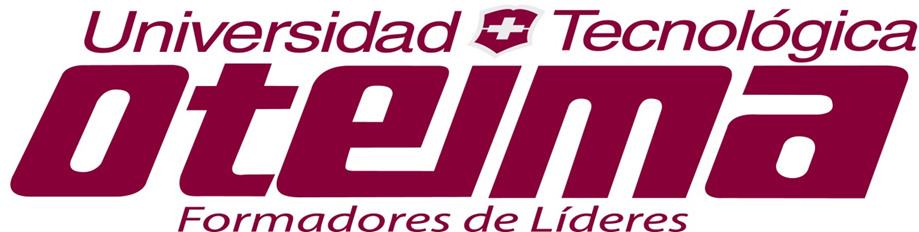 Universidad Tecnológica
oteima
Formadores de Líderes